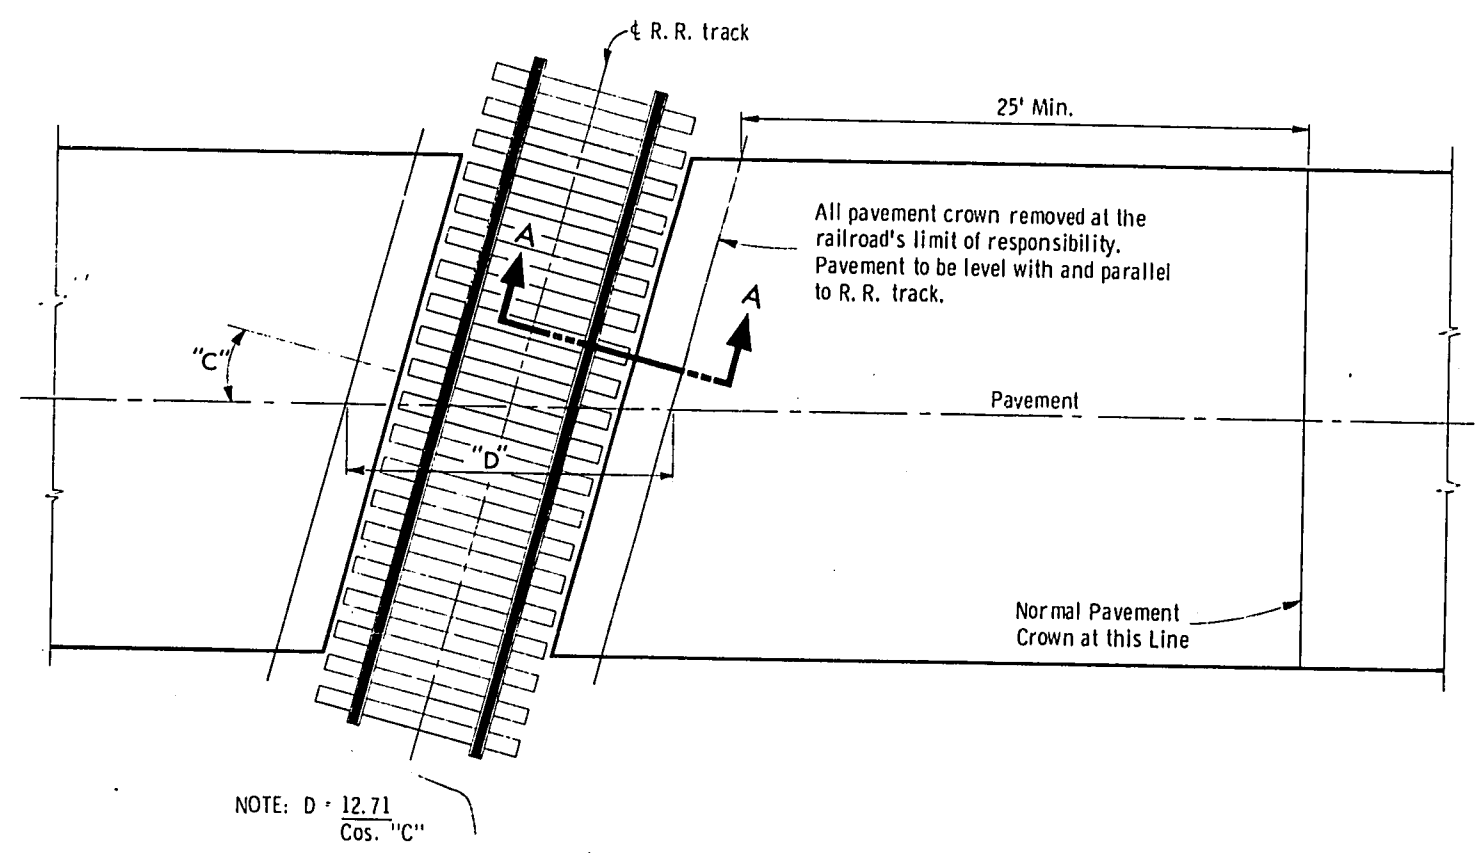 ℄ R. R. track
25' Min.
All pavement crown removed at the
railroad's limit of responsibility.
Pavement to be level with and parallel
to R. R. track.
A
A
"C"
Pavement
"D"
Normal Pavement
Crown at this Line
NOTE: D = 12.71
Cos. "C"